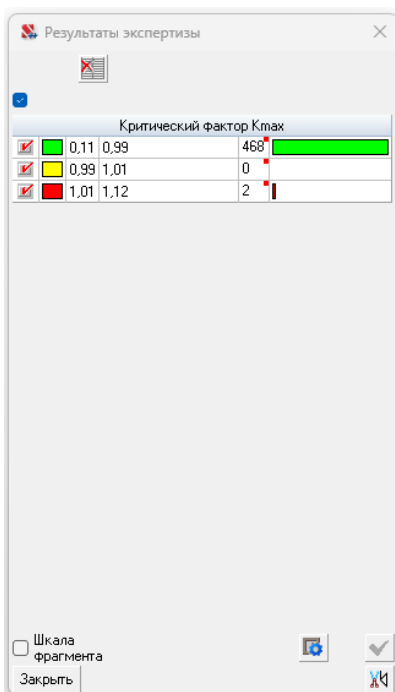 Результаты экспертизы
Критический фактор Kmax
0,11 0,99 468
0,99 1,01 0
1,01 1,12 2
Шкала
фрагмента
Закрыть